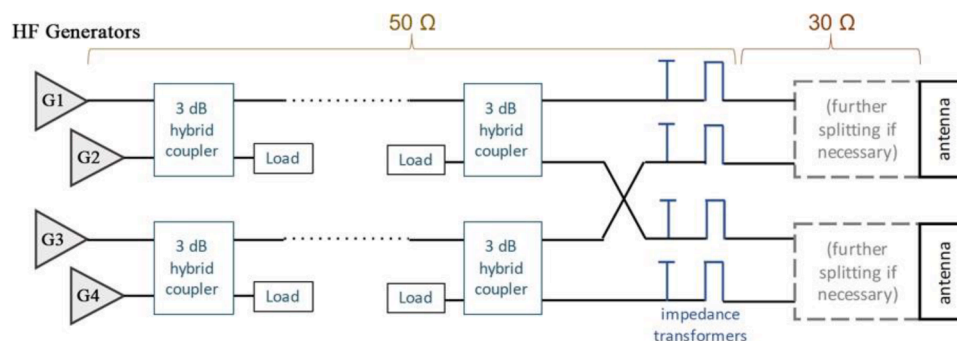 50 Ω
30 Ω
HF Generators
G1
3 dB
hybrid
coupler
G2
Load
Load
3 dB
hybrid
coupler
(further
splitting if
necessary)
antenna
G3
3 dB
hybrid
coupler
G4
Load
Load
3 dB
hybrid
coupler
(further
splitting if
necessary)
antenna
impedance
transformers